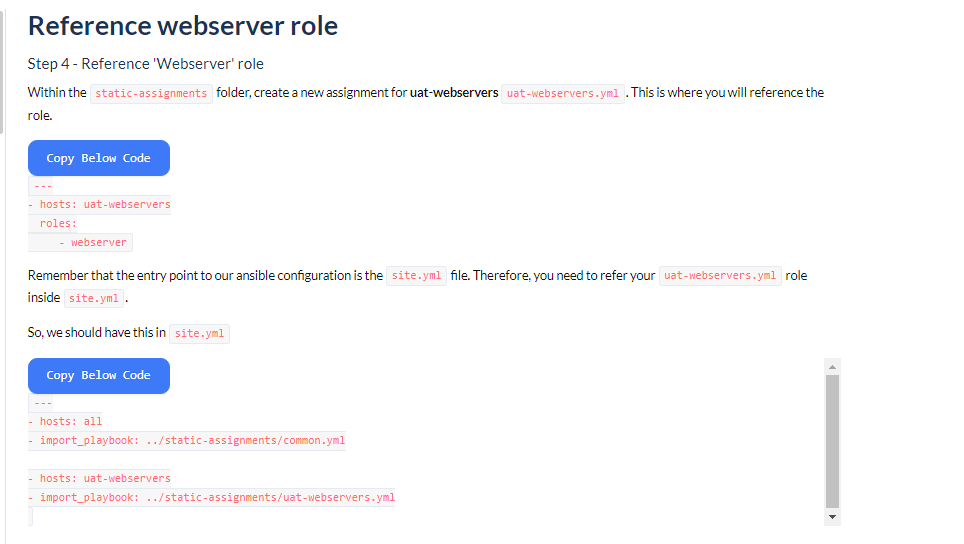 Reference webserver role
Step 4 - Reference 'Webserver' role
Within the static-assignments folder, create a new assignment for uat-webservers uat-webservers.yml . This is where you will reference the
role.
Copy Below Code
---
- hosts: uat-webservers
  roles:
     - webserver
Remember that the entry point to our ansible configuration is the site.yml file. Therefore, you need to refer your uat-webservers.yml role
inside site.yml .
So, we should have this in site.yml
Copy Below Code
---
- hosts: all
- import_playbook: ../static-assignments/common.yml
- hosts: uat-webservers
- import_playbook: ../static-assignments/uat-webservers.yml